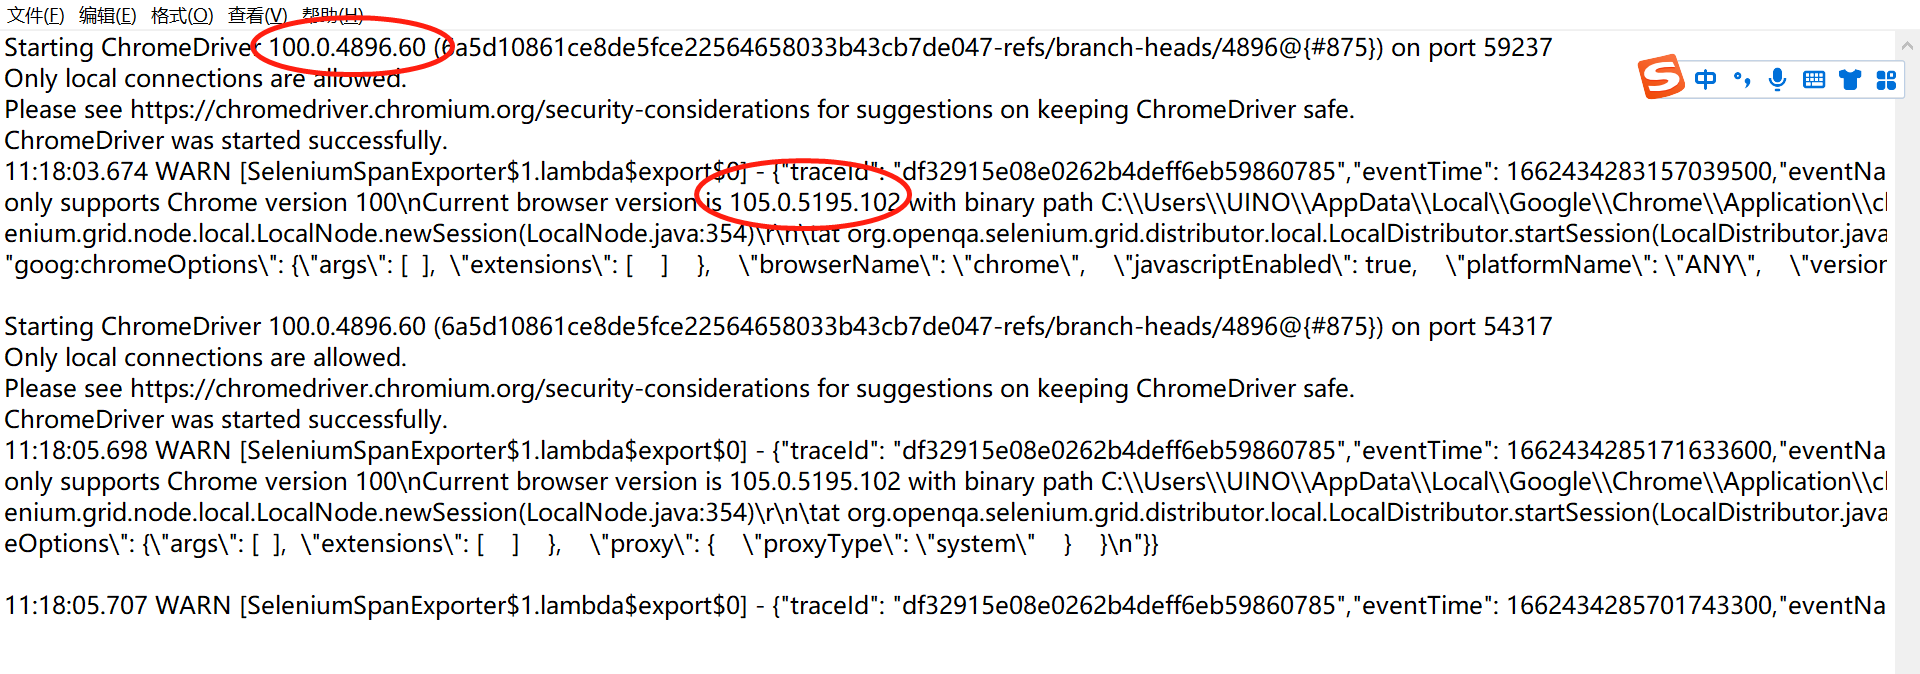 文件(F) 编辑(E) 格式(O) 查看(V) 帮助(H)
Starting ChromeDriver 100.0.4896.60 (6a5d10861ce8de5fce22564658033b43cb7de047-refs/branch-heads/4896@{#875}) on port 59237
Only local connections are allowed.
Please see https://chromedriver.chromium.org/security-considerations for suggestions on keeping ChromeDriver safe.
中
ChromeDriver was started successfully.
11:18:03.674 WARN [SeleniumSpanExporter$1.lambda$export$0] - {"traceId": "df32915e08e0262b4deff6eb59860785","eventTime": 1662434283157039500,"eventNa
only supports Chrome version 100\nCurrent browser version is 105.0.5195.102 with binary path C:\\Users\\UINO\\AppData\\Local\\Google\\Chrome\\Application\\cl
enium.grid.node.local.LocalNode.newSession(LocalNode.java:354)\r\n\tat org.openqa.selenium.grid.distributor.local.LocalDistributor.startSession(LocalDistributor.java
"goog:chromeOptions\": {\"args\": [  ],  \"extensions\": [    ]    },    \"browserName\": \"chrome\",    \"javascriptEnabled\": true,    \"platformName\": \"ANY\",    \"version
Starting ChromeDriver 100.0.4896.60 (6a5d10861ce8de5fce22564658033b43cb7de047-refs/branch-heads/4896@{#875}) on port 54317
Only local connections are allowed.
Please see https://chromedriver.chromium.org/security-considerations for suggestions on keeping ChromeDriver safe.
ChromeDriver was started successfully.
11:18:05.698 WARN [SeleniumSpanExporter$1.lambda$export$0] - {"traceId": "df32915e08e0262b4deff6eb59860785","eventTime": 1662434285171633600,"eventNa
only supports Chrome version 100\nCurrent browser version is 105.0.5195.102 with binary path C:\\Users\\UINO\\AppData\\Local\\Google\\Chrome\\Application\\cl
enium.grid.node.local.LocalNode.newSession(LocalNode.java:354)\r\n\tat org.openqa.selenium.grid.distributor.local.LocalDistributor.startSession(LocalDistributor.java
eOptions\": {\"args\": [  ],  \"extensions\": [    ]    },    \"proxy\": {    \"proxyType\": \"system\"    }    }\n"}}
11:18:05.707 WARN [SeleniumSpanExporter$1.lambda$export$0] - {"traceId": "df32915e08e0262b4deff6eb59860785","eventTime": 1662434285701743300,"eventNa